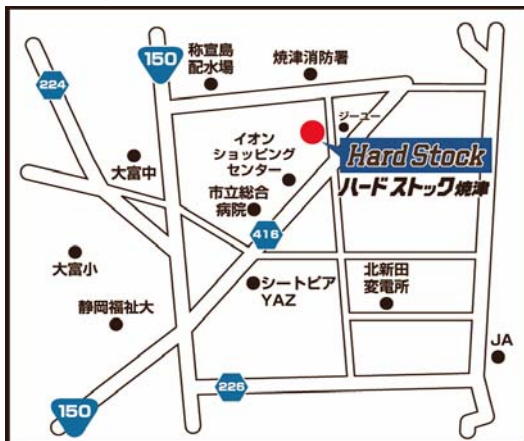 150
称宣島
配水場
焼津消防署
224
ジーユー
イオン
ショッピング
センター
Hard Stock
ハードストック焼津
大富中
市立総合
病院
416
大富小
シートピア
YAZ
北新田
変電所
静岡福祉大
JA
226
150